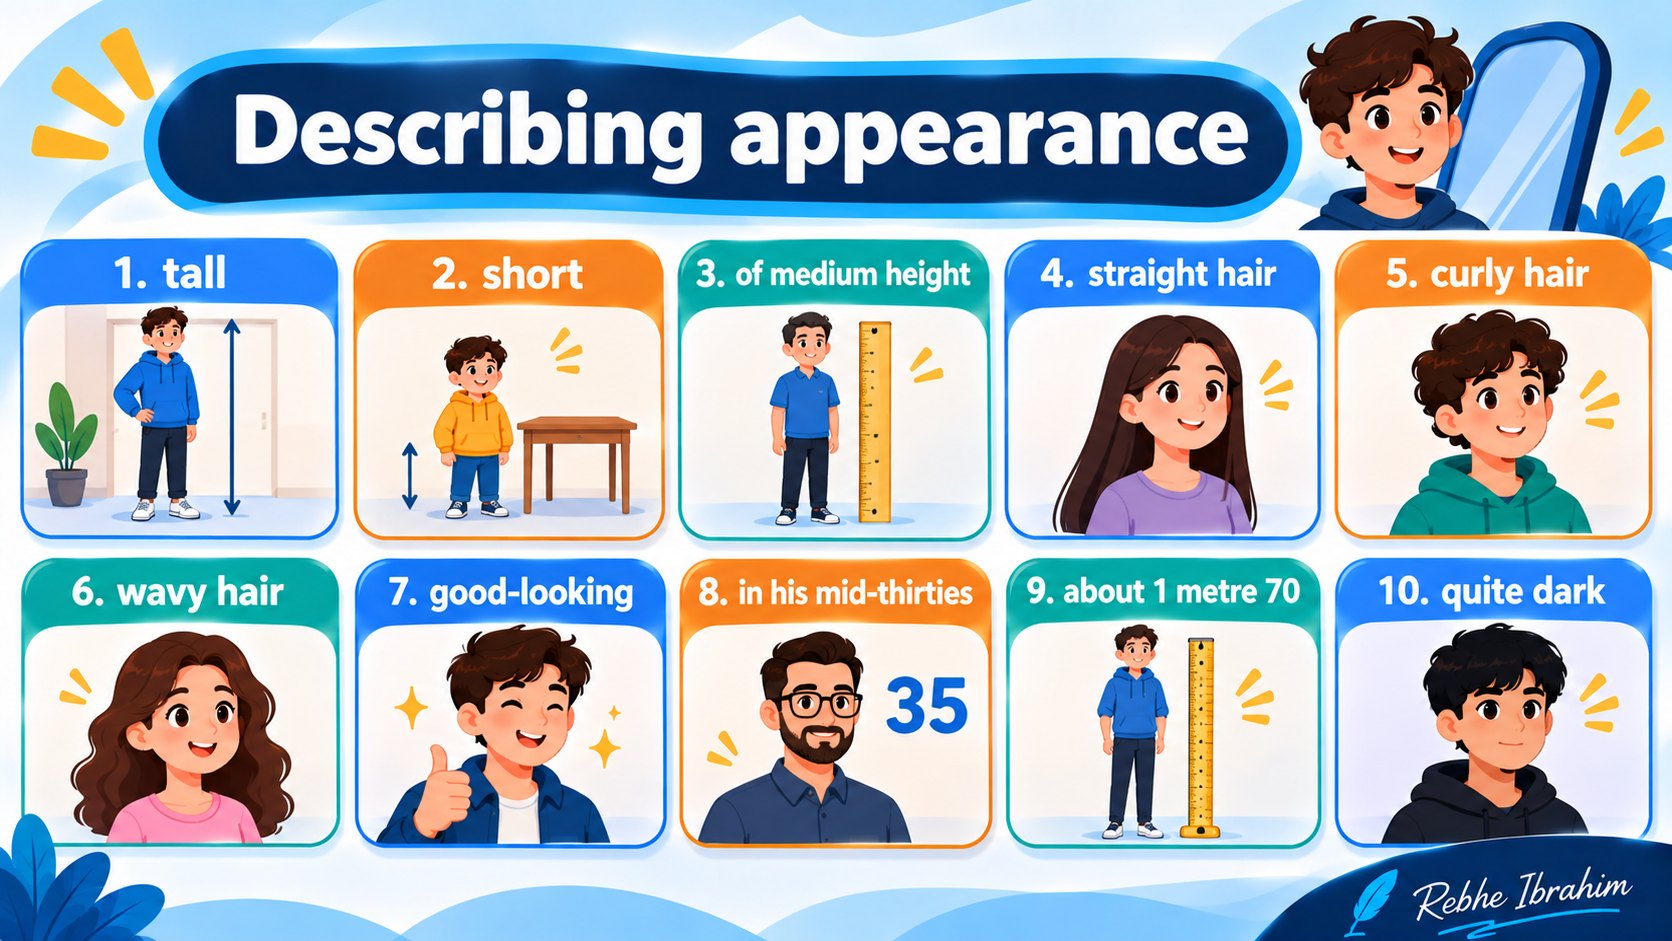 Describing appearance
1. tall
2. short
3. of medium height
4. straight hair
5. curly hair
6. wavy hair
7. good-looking
8. in his mid-thirties
35
9. about 1 metre 70
10. quite dark
Rebhe Ibrahim